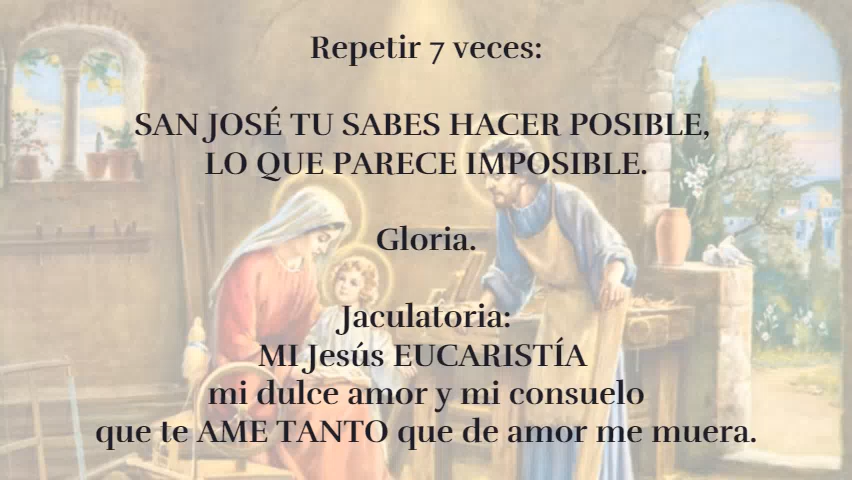 Repetir 7 veces:
SAN JOSÉ TU SABES HACER POSIBLE,
LO QUE PARECE IMPOSIBLE.
Gloria.
Jaculatoria:
MI Jesús EUCARISTÍA
mi dulce amor y mi consuelo
que te AME TANTO que de amor me muera.